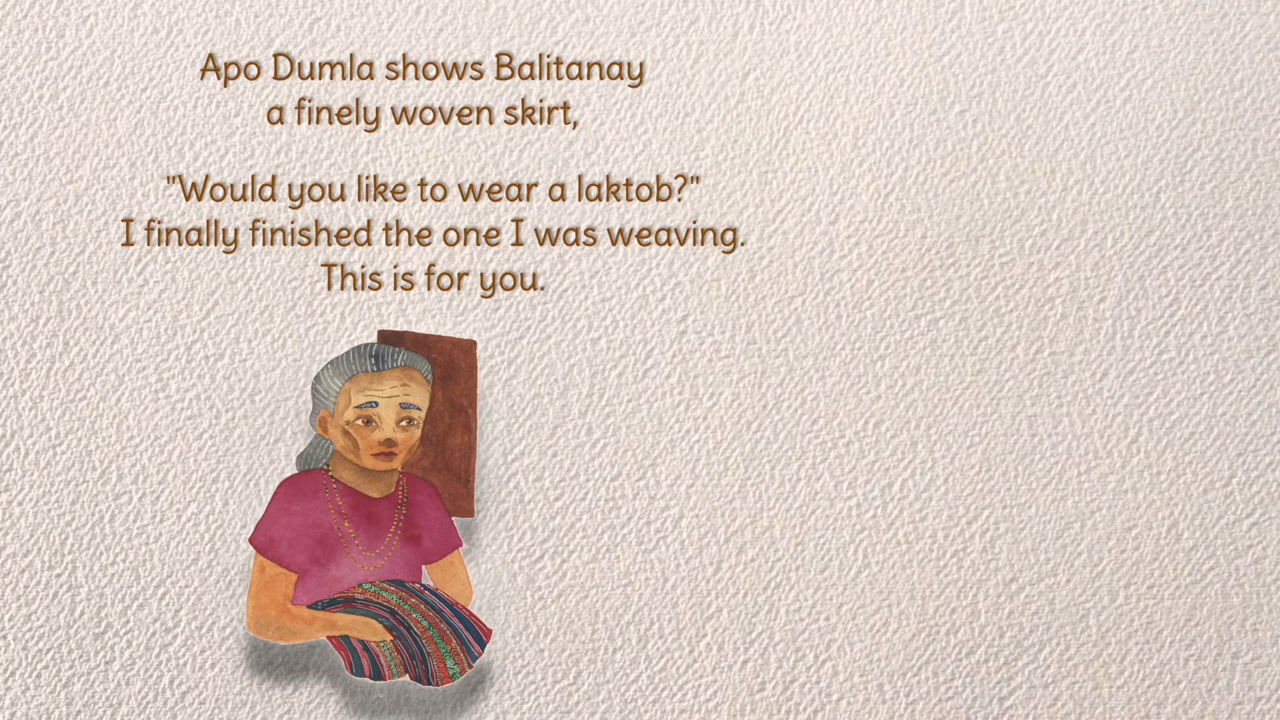 Apo Dumla shows Balitanay
a finely woven skirt,
"Would you like to wear a laktob?"
I finally finished the one I was weaving.
This is for you.